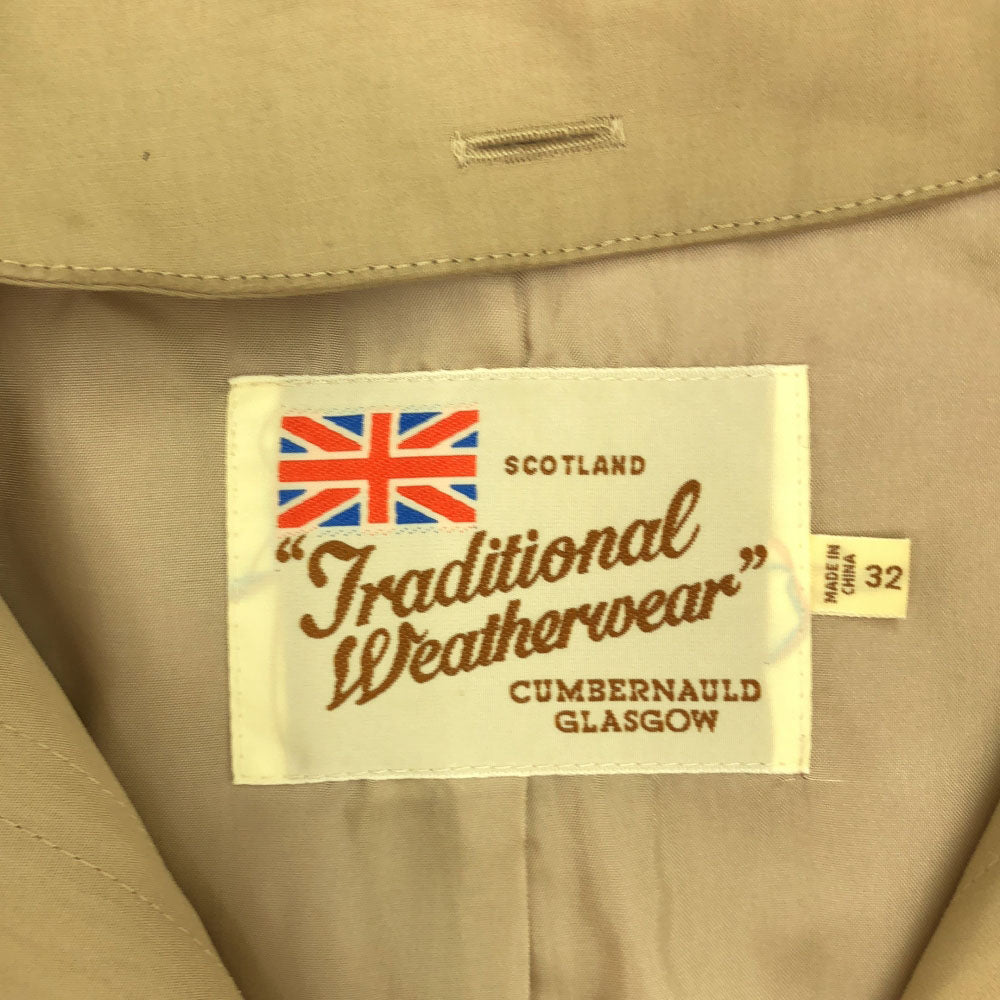 SCOTLAND
"Traditional
Weatherwear"
CUMBERNAULD
GLASGOW
MADE IN
CHINA
32